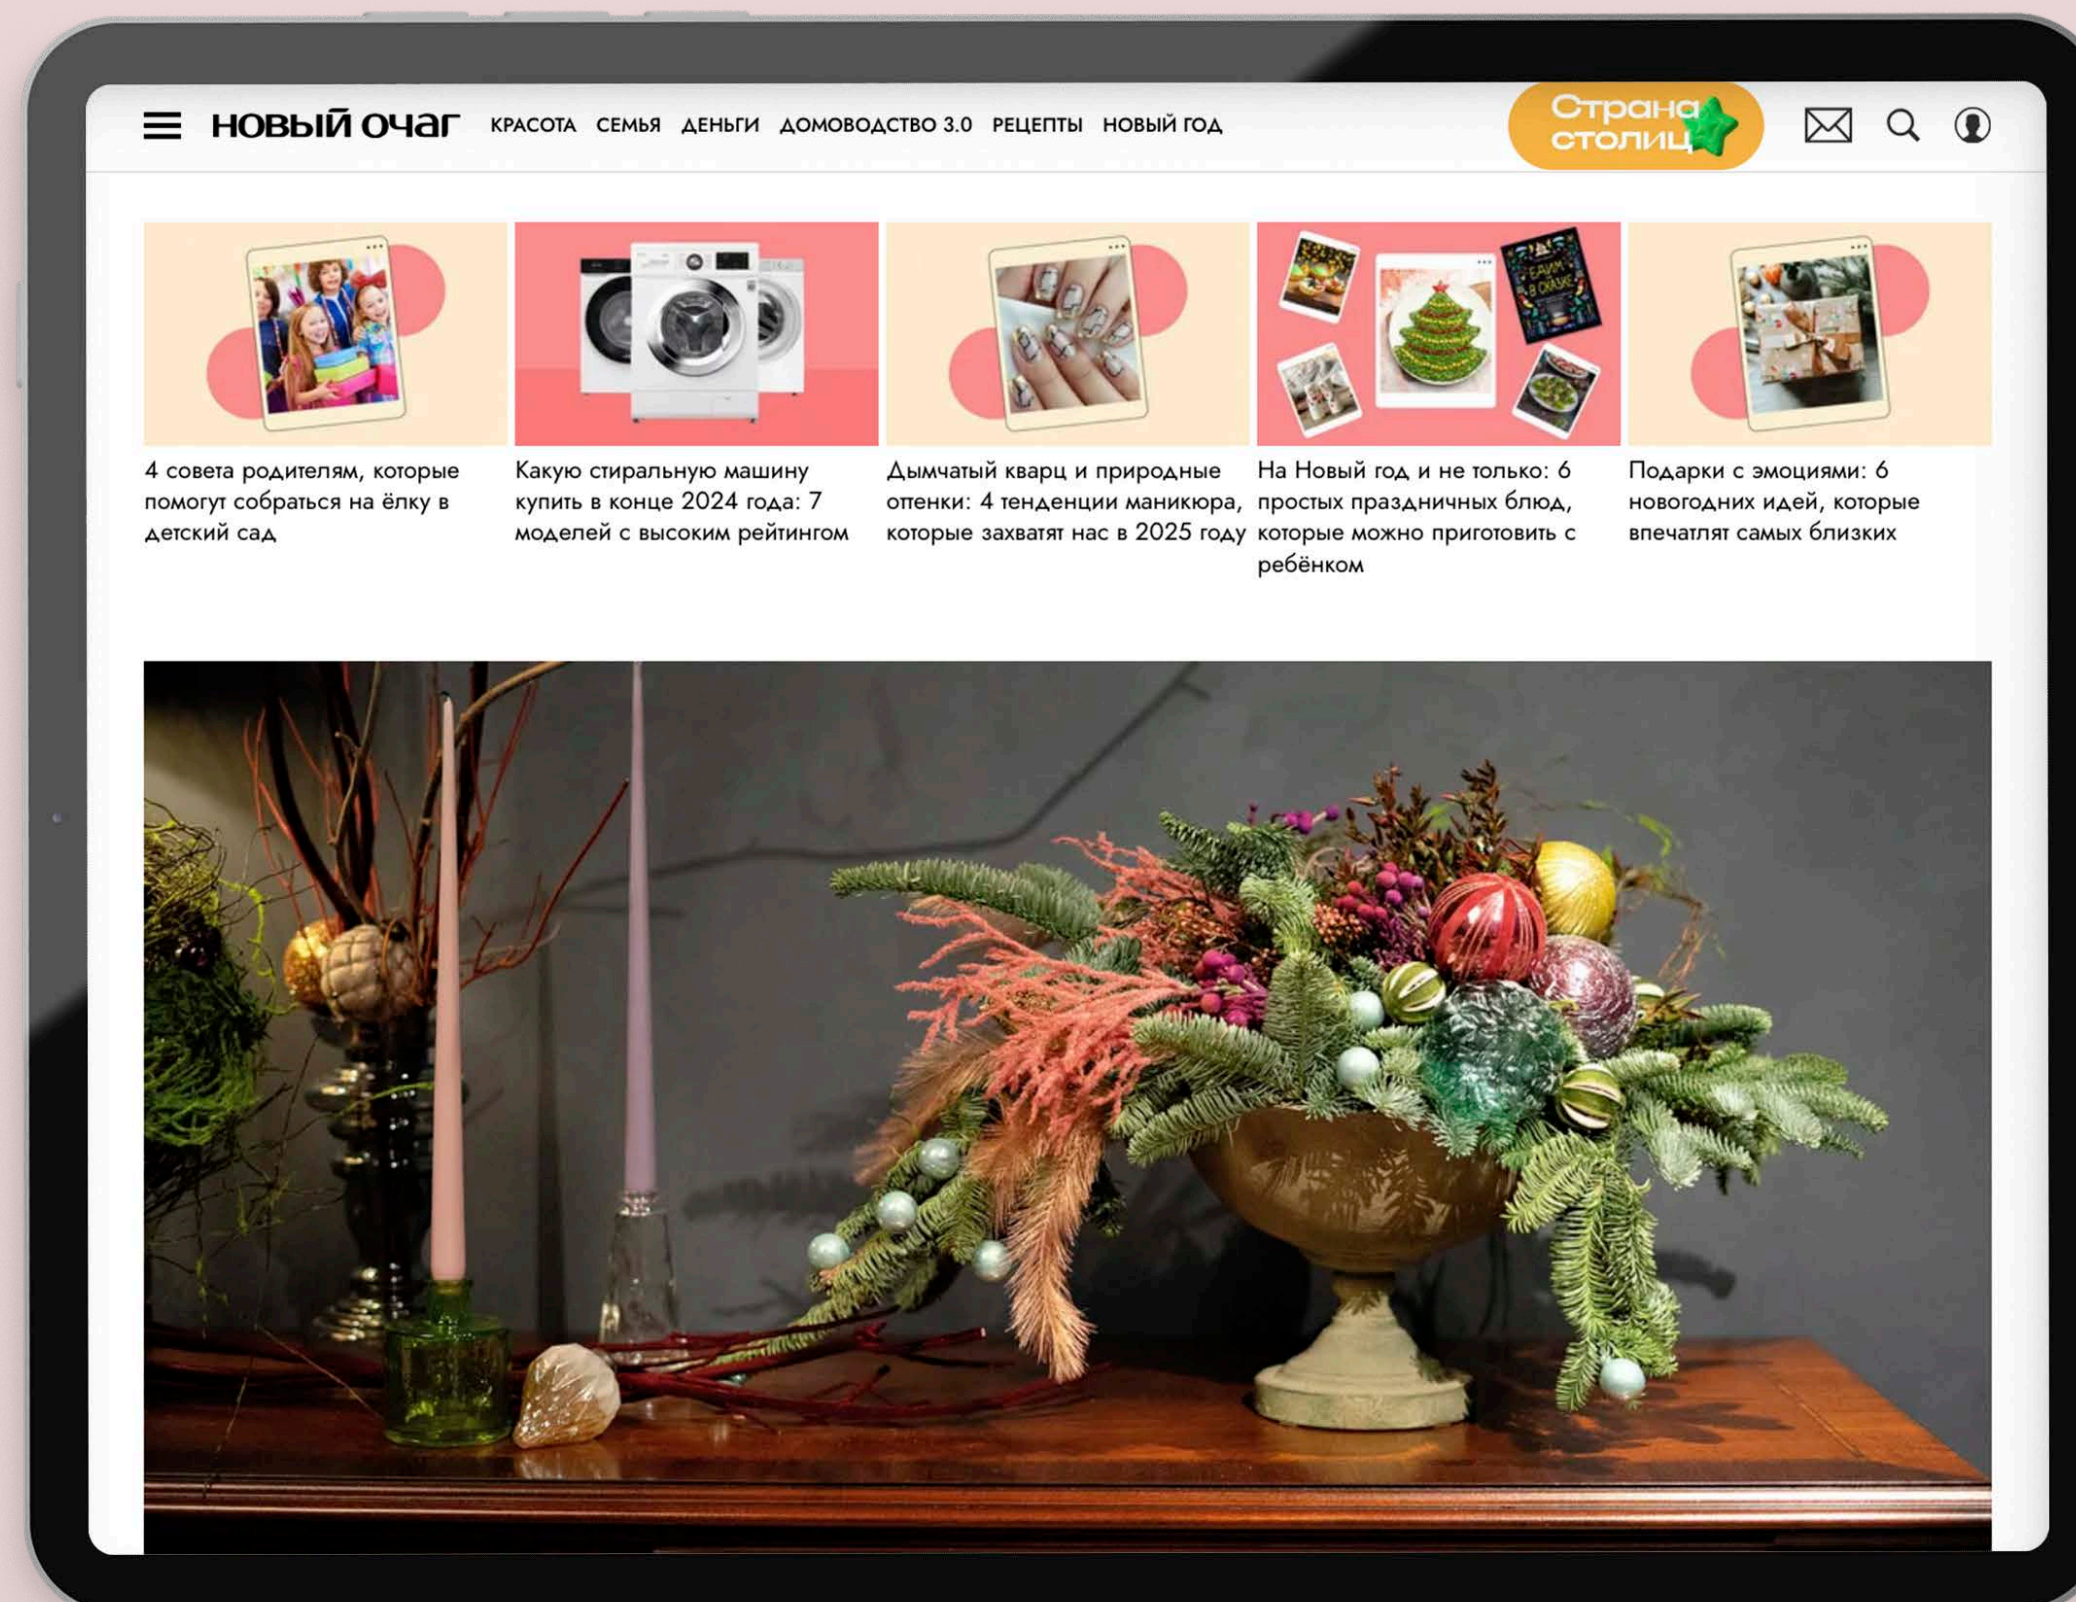 НОВЫЙ ОЧАГ
КРАСОТА СЕМЬЯ ДЕНЬГИ ДОМОВОДСТВО 3.0 РЕЦЕПТЫ НОВЫЙ ГОД
Страна
столиц
ЕДИМ
В СКАЗКЕ
4 совета родителям, которые
помогут собраться на ёлку в
детский сад
Какую стиральную машину
купить в конце 2024 года: 7
моделей с высоким рейтингом
Дымчатый кварц и природные
оттенки: 4 тенденции маникюра,
которые захватят нас в 2025 году
На Новый год и не только: 6
простых праздничных блюд,
которые можно приготовить с
ребёнком
Подарки с эмоциями: 6
новогодних идей, которые
впечатлят самых близких